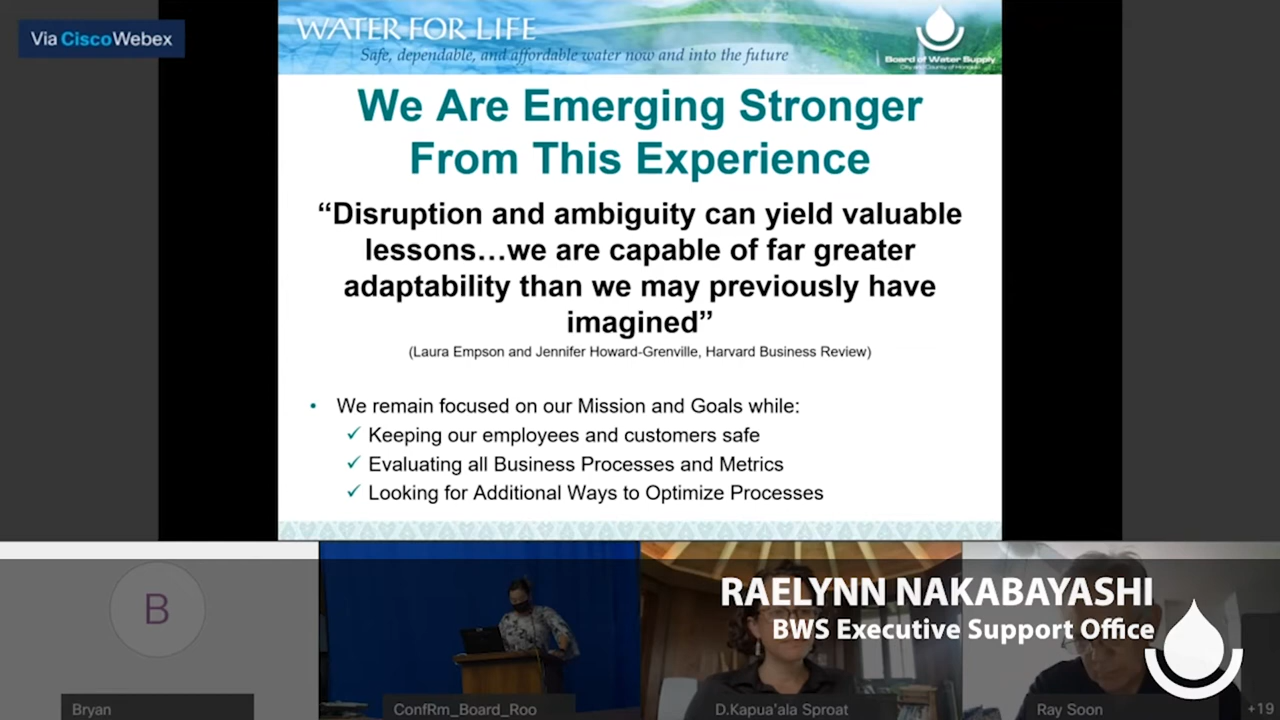 Via CiscoWebex
WATER FOR LIFE
Safe, dependable, and affordable water now and into the future
Board of Water Supply
City and County of Honolulu
We Are Emerging Stronger
From This Experience
“Disruption and ambiguity can yield valuable
lessons…we are capable of far greater
adaptability than we may previously have
imagined”
(Laura Empson and Jennifer Howard-Grenville, Harvard Business Review)
• We remain focused on our Mission and Goals while:
✓ Keeping our employees and customers safe
✓ Evaluating all Business Processes and Metrics
✓ Looking for Additional Ways to Optimize Processes
B
RAELYNN NAKABAYASHI
BWS Executive Support Office
Bryan
ConfRm_Board_Roo
D.Kapua'ala Sproat
Ray Soon
+19